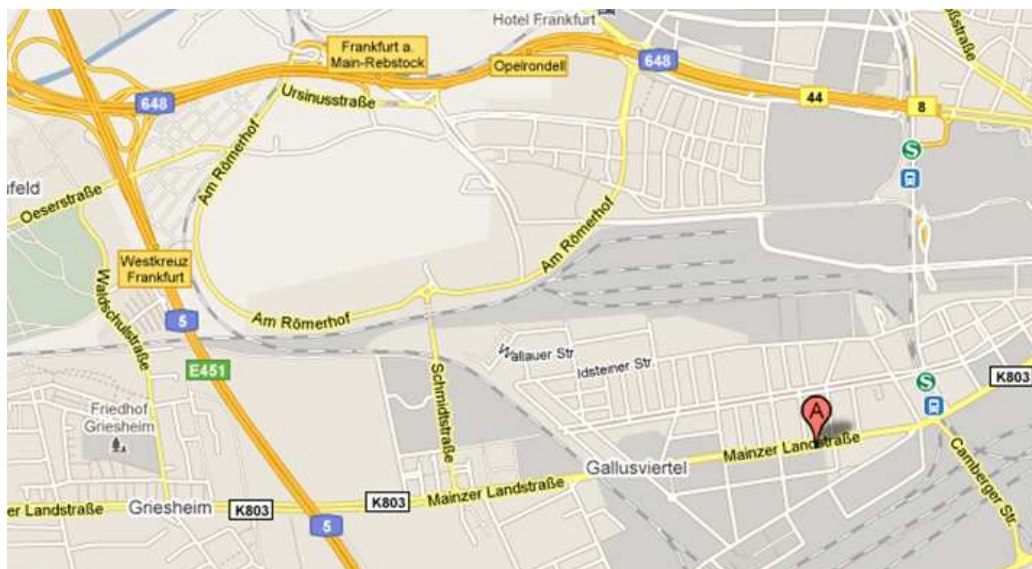 Hotel Frankfurt
Frankfurt a.
Main-Rebstock
Opelrondell
648
648
44
8
Ursinusstraße
S
Am Römerhof
Oeserstraße
Westkreuz
Frankfurt
Am Römerhof
Waldschulstraße
5
Am Römerhof
Wallauer Str
Idsteiner Str.
E451
Schmidtstraße
S
K803
Friedhof
Griesheim
A
Mainzer Landstraße
Gallusviertel
Camberger Str.
Mainzer Landstraße
K803
K803
Griesheim
er Landstraße
5